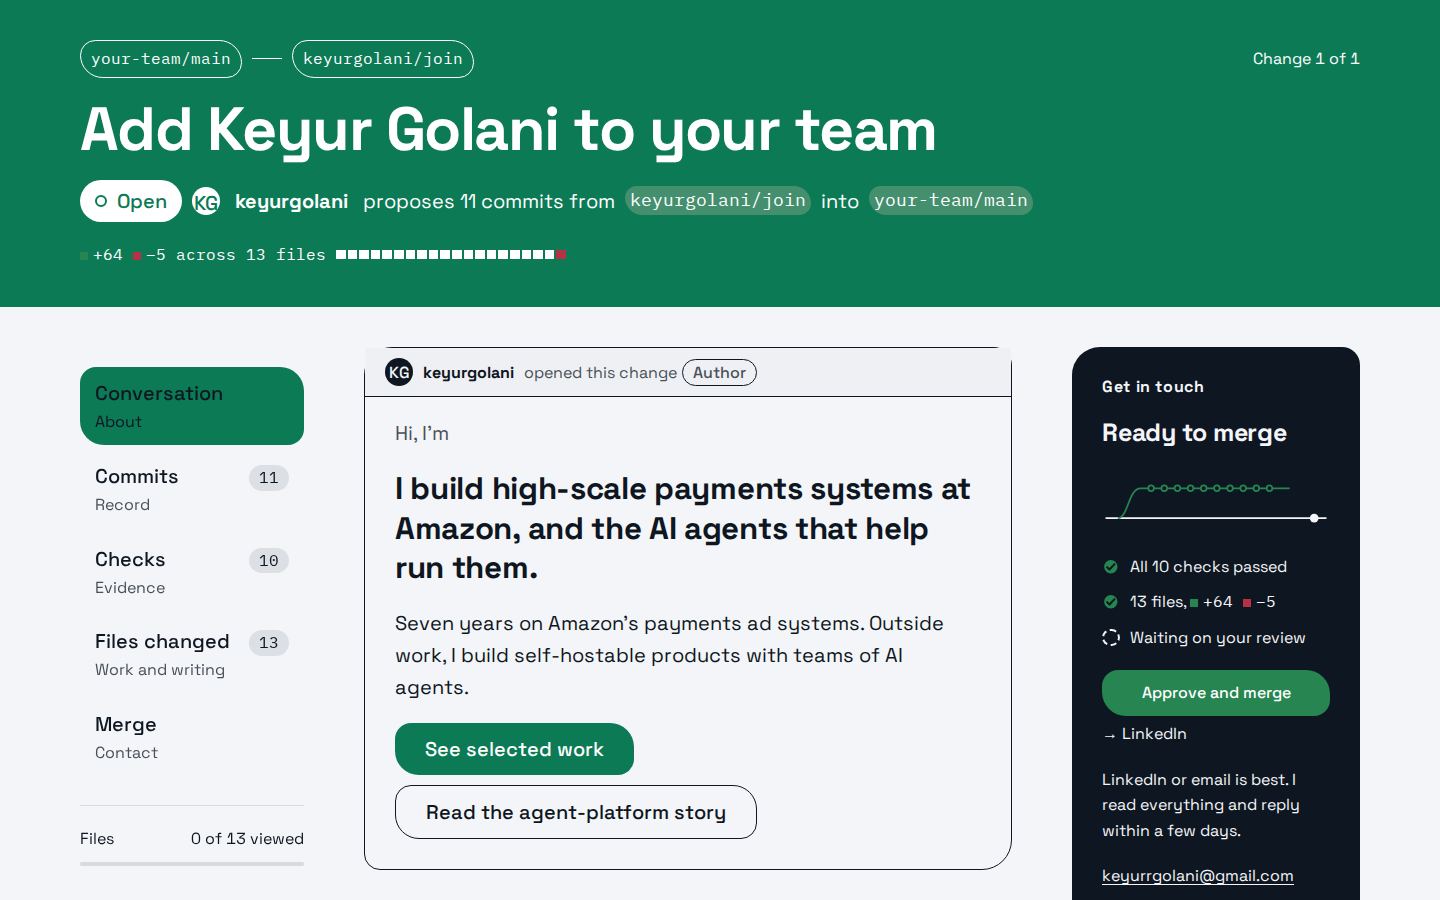 your-team/main keyurgolani/join Change 1 of 1
Add Keyur Golani to your team
Open KG keyurgolani proposes 11 commits from keyurgolani/join into your-team/main
+64 −5 across 13 files
Conversation
About
Commits 11
Record
Checks 10
Evidence
Files changed 13
Work and writing
Merge
Contact
Files 0 of 13 viewed
KG keyurgolani opened this change Author
Hi, I’m
I build high-scale payments systems at
Amazon, and the AI agents that help
run them.
Seven years on Amazon’s payments ad systems. Outside
work, I build self-hostable products with teams of AI
agents.
See selected work
Read the agent-platform story
Get in touch
Ready to merge
All 10 checks passed
13 files, +64 −5
Waiting on your review
Approve and merge
→ LinkedIn
LinkedIn or email is best. I
read everything and reply
within a few days.
keyurrgolani@gmail.com